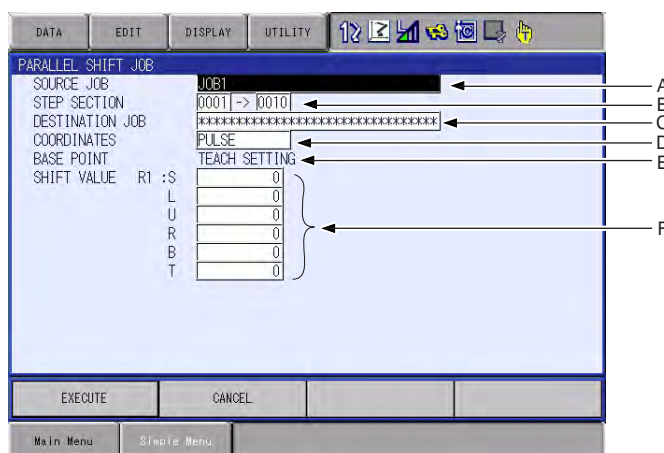 DATA EDIT DISPLAY UTILITY
PARALLEL SHIFT JOB
SOURCE JOB JOB1 A
STEP SECTION 0001 -> 0010 B
DESTINATION JOB ******************************** C
COORDINATES PULSE D
BASE POINT TEACH SETTING E
SHIFT VALUE R1 :S 0
L 0
U 0
R 0 F
B 0
T 0
EXECUTE CANCEL
Main Menu Simple Menu